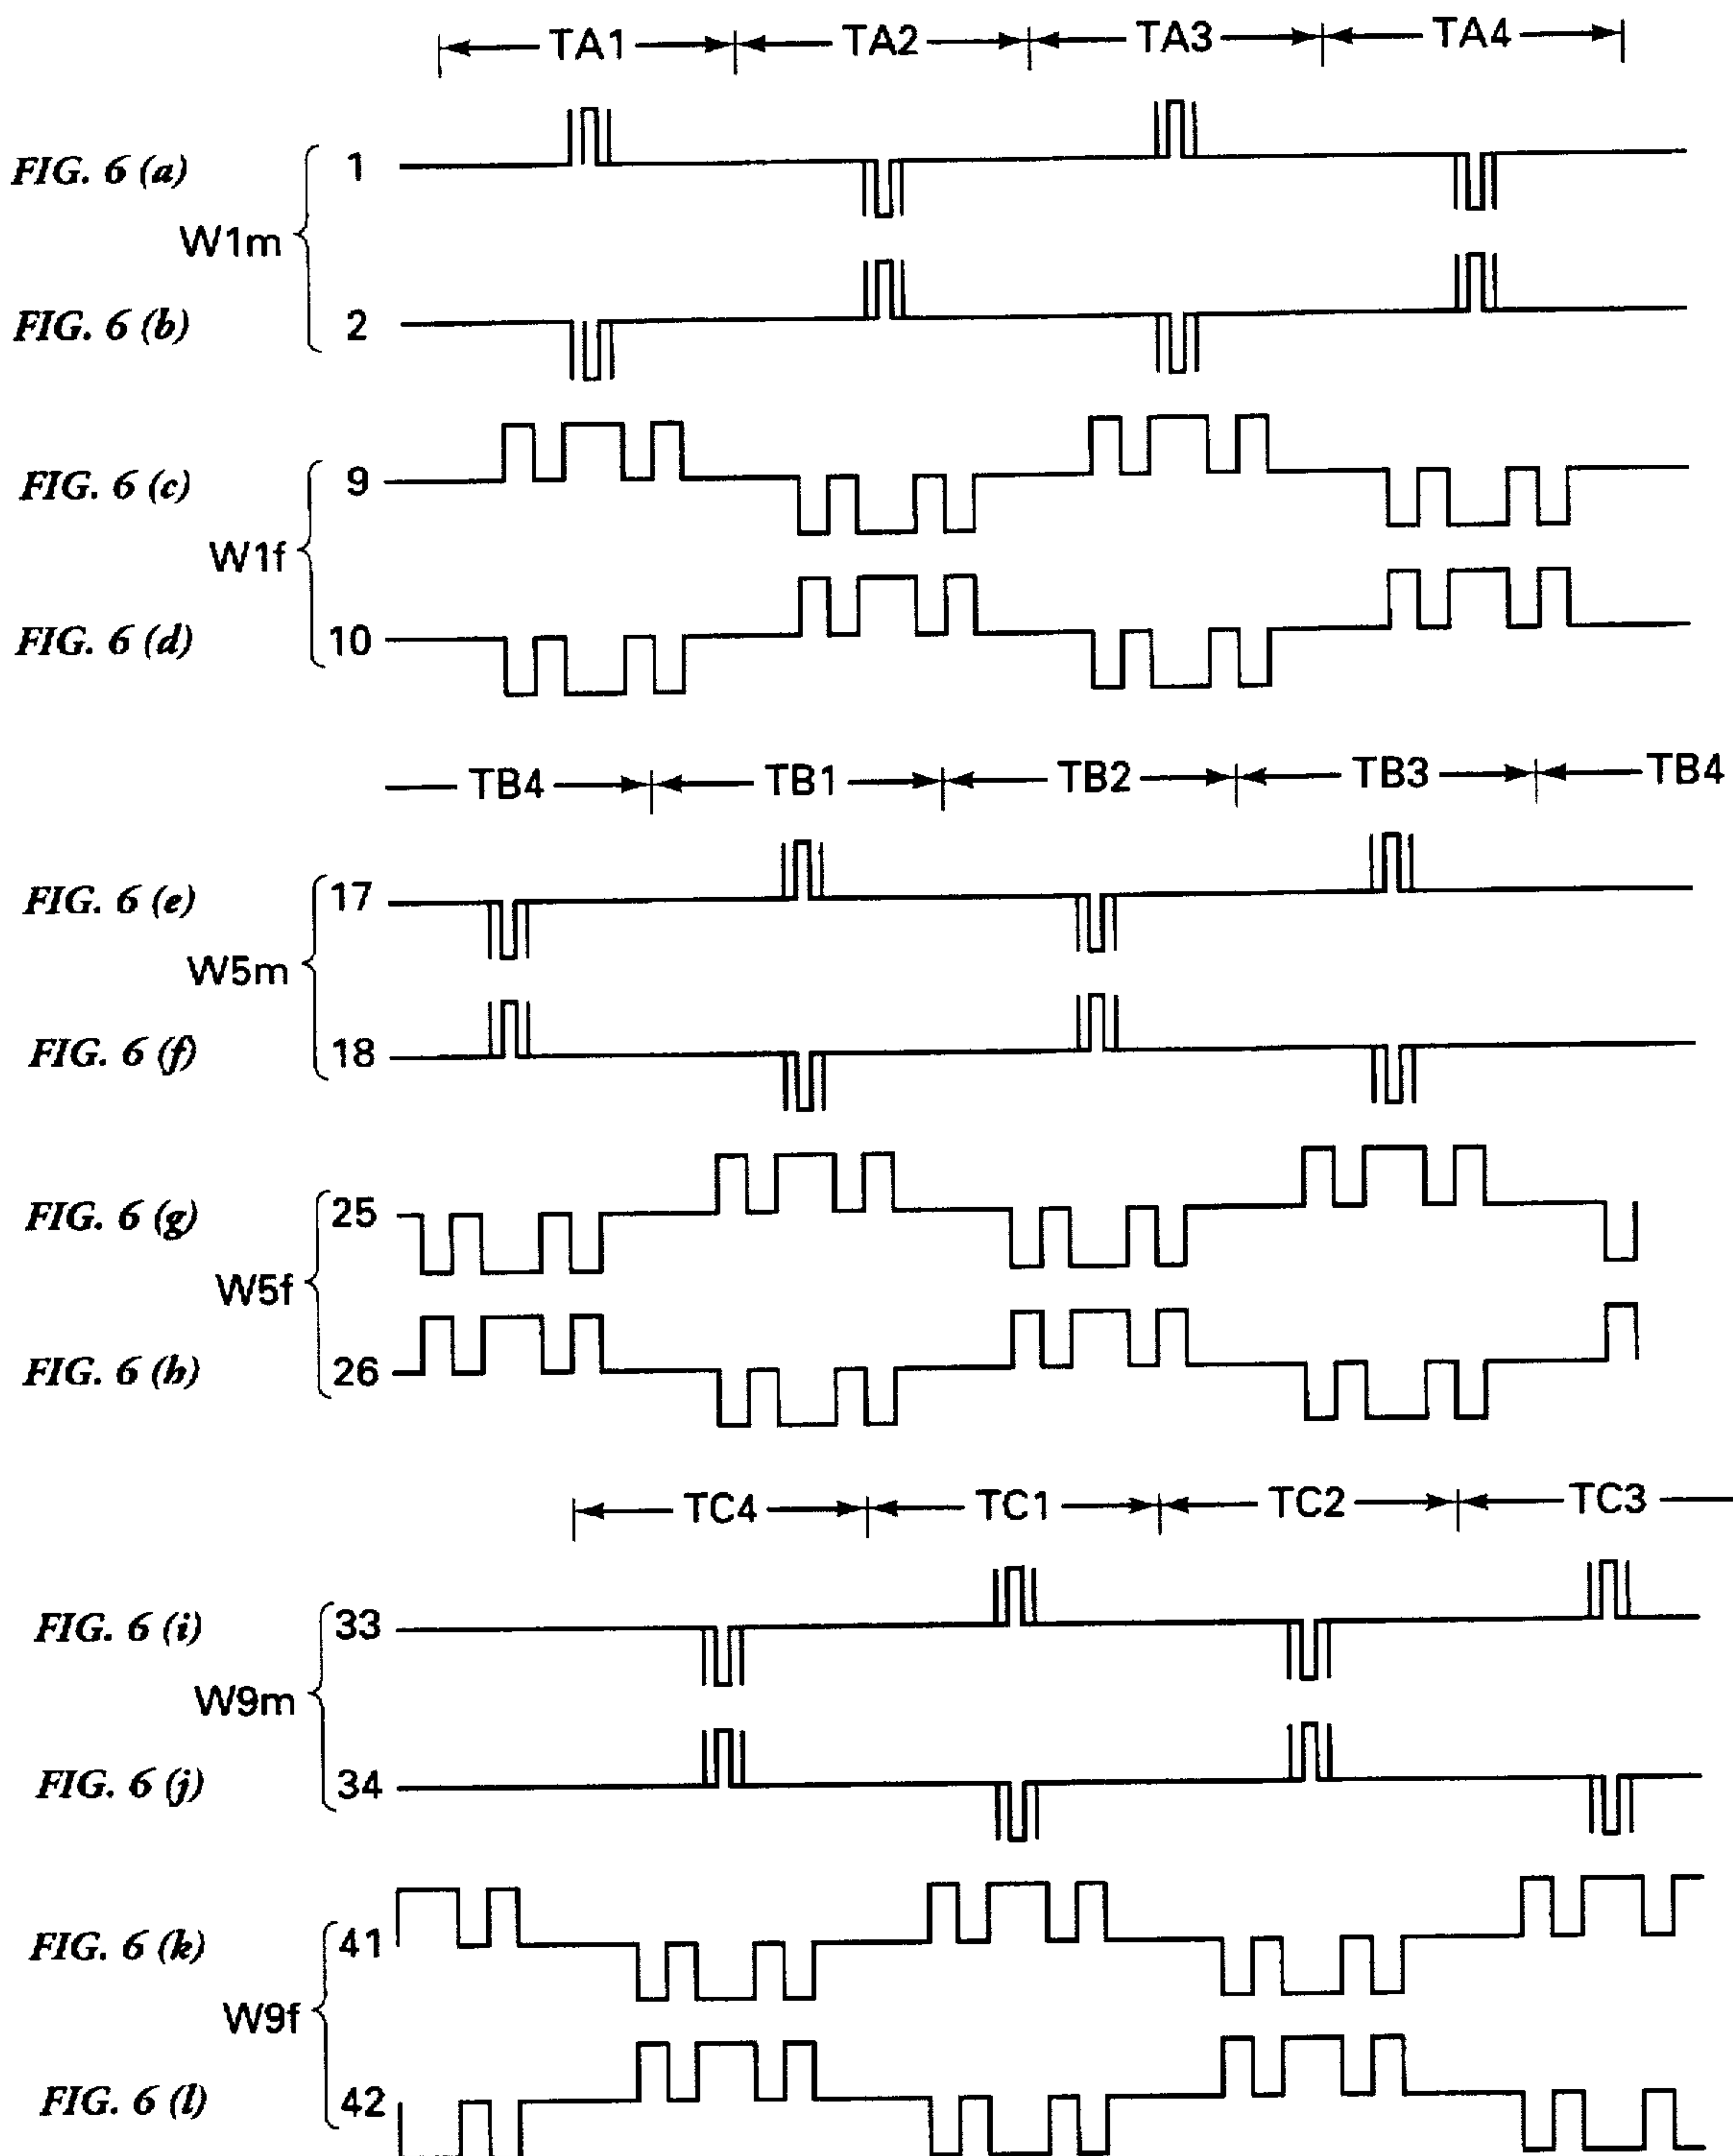 TA1 TA2 TA3 TA4
FIG. 6 (a) 1
W1m
FIG. 6 (b) 2
FIG. 6 (c) 9
W1f
FIG. 6 (d) 10
TB4 TB1 TB2 TB3 TB4
FIG. 6 (e) 17
W5m
FIG. 6 (f) 18
FIG. 6 (g) 25
W5f
FIG. 6 (h) 26
TC4 TC1 TC2 TC3
FIG. 6 (i) 33
W9m
FIG. 6 (j) 34
FIG. 6 (k) 41
W9f
FIG. 6 (l) 42